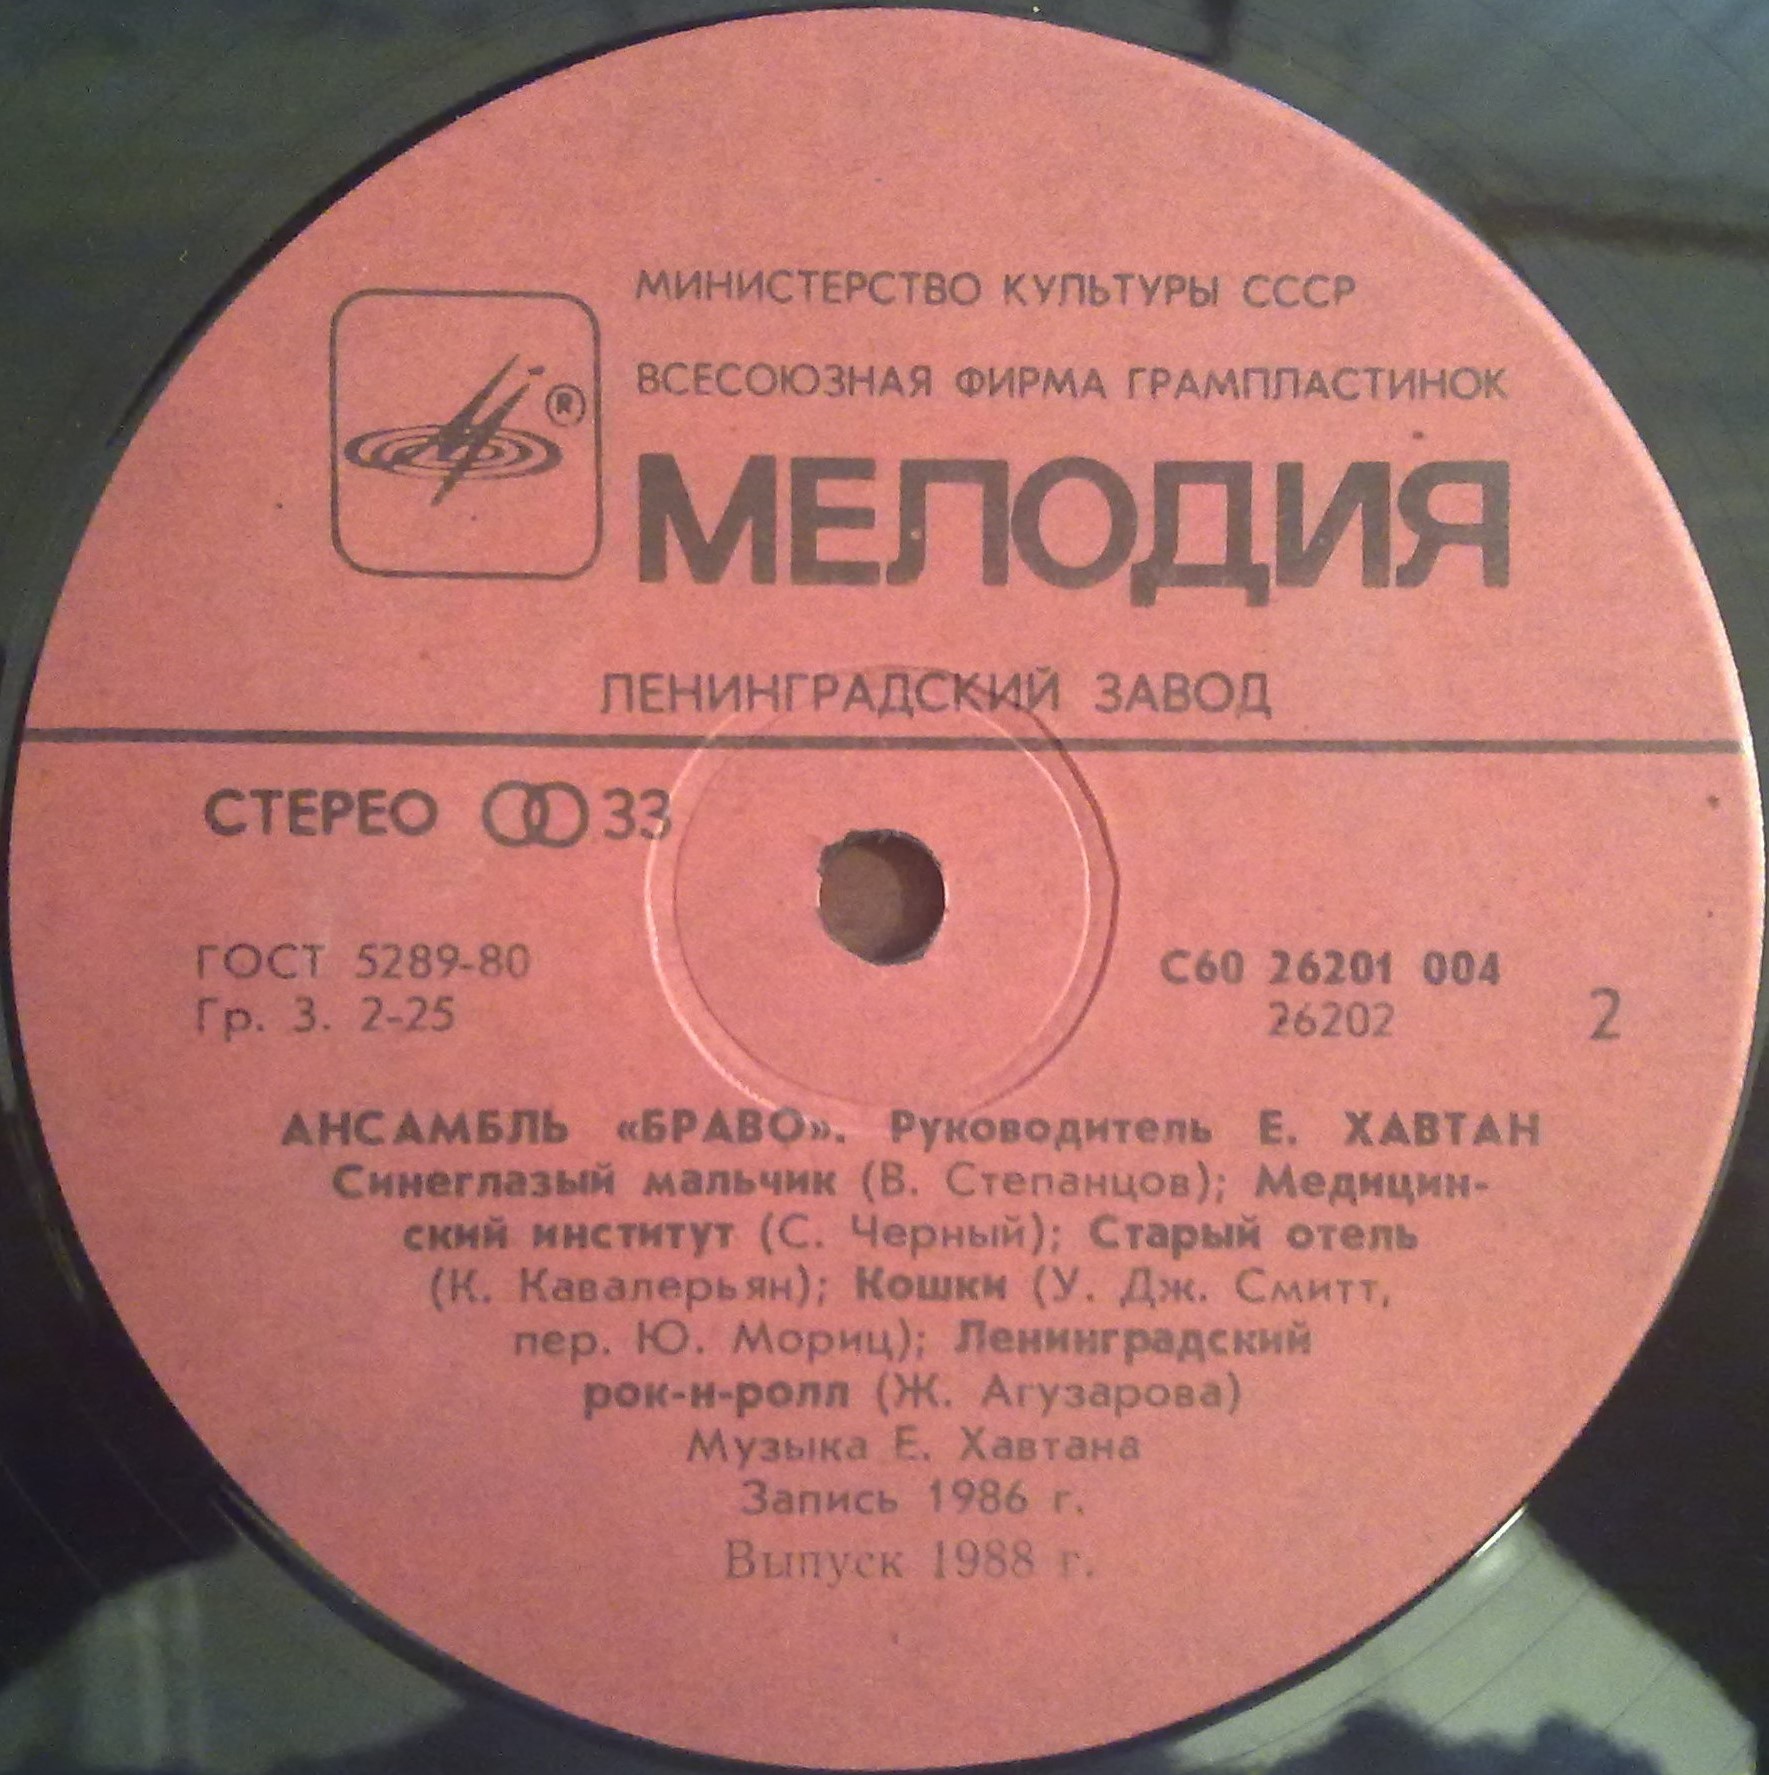 МИНИСТЕРСТВО КУЛЬТУРЫ СССР
ВСЕСОЮЗНАЯ ФИРМА ГРАМПЛАСТИНОК
®
МЕЛОДИЯ
ЛЕНИНГРАДСКИЙ ЗАВОД
СТЕРЕО 33
ГОСТ 5289-80
Гр. 3. 2-25
С60 26201 004
26202
2
АНСАМБЛЬ «БРАВО». Руководитель Е. ХАВТАН
Синеглазый мальчик (В. Степанцов); Медицин-
ский институт (С. Черный); Старый отель
(К. Кавалерьян); Кошки (У. Дж. Смитт,
пер. Ю. Мориц); Ленинградский
рок-н-ролл (Ж. Агузарова)
Музыка Е. Хавтана
Запись 1986 г.
Выпуск 1988 г.